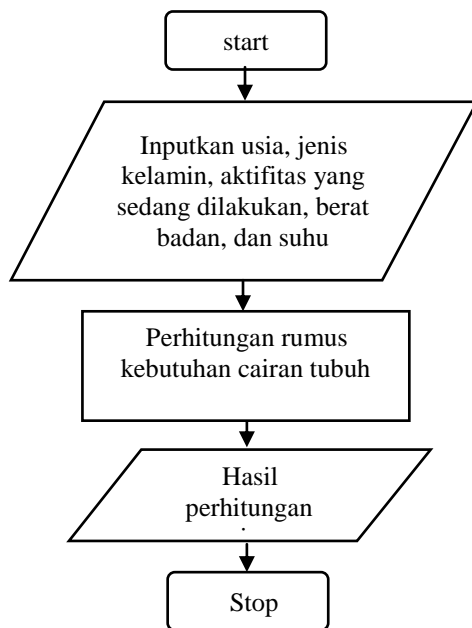 start
Inputkan usia, jenis
kelamin, aktifitas yang
sedang dilakukan, berat
badan, dan suhu
Perhitungan rumus
kebutuhan cairan tubuh
Hasil
perhitungan
.
Stop